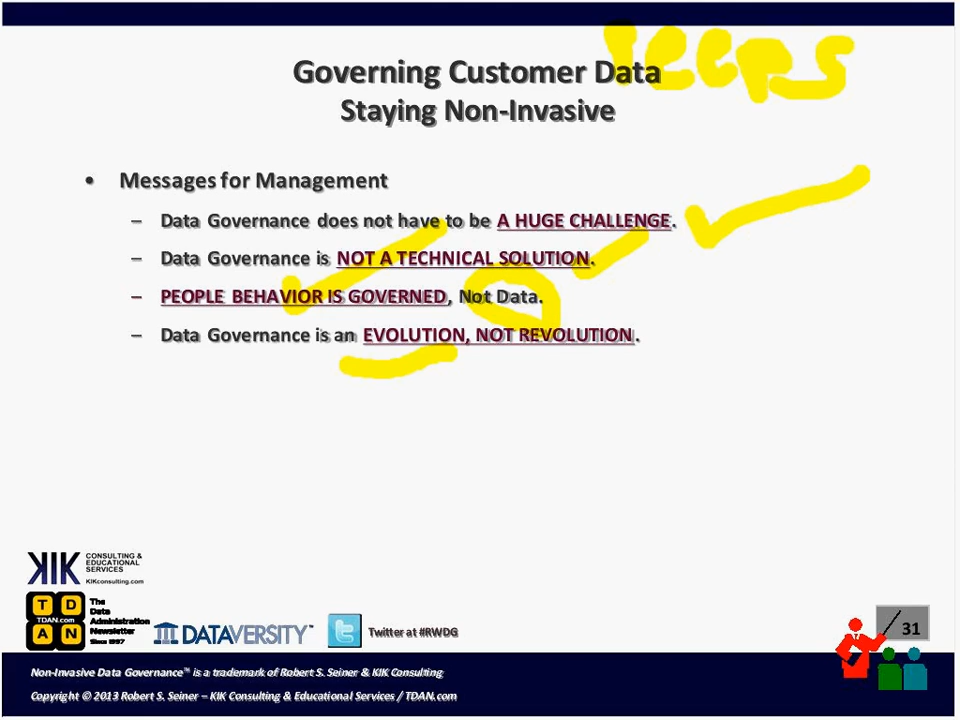 Governing Customer Data
Staying Non-Invasive
peeps
• Messages for Management
– Data Governance does not have to be A HUGE CHALLENGE.
– Data Governance is NOT A TECHNICAL SOLUTION.
– PEOPLE BEHAVIOR IS GOVERNED, Not Data.
– Data Governance is an EVOLUTION, NOT REVOLUTION.
KIK CONSULTING &
EDUCATIONAL
SERVICES
KIKconsulting.com
T D
TDAN.com
A N
The
Data
Administration
Newsletter
Since 1997
DATAVERSITY™
Twitter at #RWDG
31
Non-Invasive Data Governance™ is a trademark of Robert S. Seiner & KIK Consulting
Copyright © 2013 Robert S. Seiner – KIK Consulting & Educational Services / TDAN.com